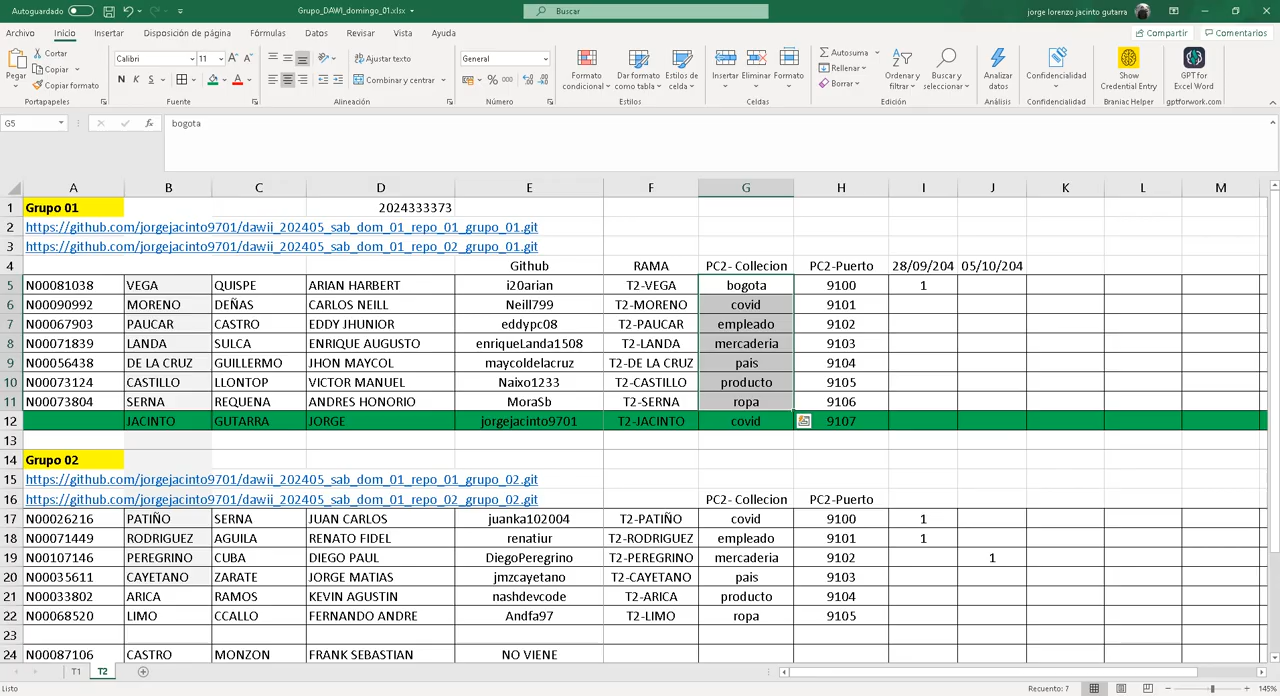 Autoguardado Grupo_DAWI_domingo_01.xlsx Buscar jorge lorenzo jacinto gutarra
Archivo Inicio Insertar Disposición de página Fórmulas Datos Revisar Vista Ayuda Compartir Comentarios
Pegar Cortar Copiar Copiar formato Portapapeles
Calibri 11 N K S Fuente
Ajustar texto Combinar y centrar Alineación
General % 000 Número
Formato condicional Dar formato como tabla Estilos de celda Estilos
Insertar Eliminar Formato Celdas
Autosuma Rellenar Borrar Ordenar y filtrar Buscar y seleccionar Edición
Analizar datos Análisis
Confidencialidad Confidencialidad
Show Credential Entry Braniac Helper
GPT for Excel Word gptforwork.com
G5 fx bogota
A B C D E F G H I J K L M
1 Grupo 01 2024333373
2 https://github.com/jorgejacinto9701/dawii_202405_sab_dom_01_repo_01_grupo_01.git
3 https://github.com/jorgejacinto9701/dawii_202405_sab_dom_01_repo_02_grupo_01.git
4 Github RAMA PC2- Collecion PC2-Puerto 28/09/204 05/10/204
5 N00081038 VEGA QUISPE ARIAN HARBERT i20arian T2-VEGA bogota 9100 1
6 N00090992 MORENO DEÑAS CARLOS NEILL Neill799 T2-MORENO covid 9101
7 N00067903 PAUCAR CASTRO EDDY JHUNIOR eddypc08 T2-PAUCAR empleado 9102
8 N00071839 LANDA SULCA ENRIQUE AUGUSTO enriqueLanda1508 T2-LANDA mercaderia 9103
9 N00056438 DE LA CRUZ GUILLERMO JHON MAYCOL maycoldelacruz T2-DE LA CRUZ pais 9104
10 N00073124 CASTILLO LLONTOP VICTOR MANUEL Naixo1233 T2-CASTILLO producto 9105
11 N00073804 SERNA REQUENA ANDRES HONORIO MoraSb T2-SERNA ropa 9106
12 JACINTO GUTARRA JORGE jorgejacinto9701 T2-JACINTO covid 9107
13
14 Grupo 02
15 https://github.com/jorgejacinto9701/dawii_202405_sab_dom_01_repo_01_grupo_02.git
16 https://github.com/jorgejacinto9701/dawii_202405_sab_dom_01_repo_02_grupo_02.git PC2- Collecion PC2-Puerto
17 N00026216 PATIÑO SERNA JUAN CARLOS juanka102004 T2-PATIÑO covid 9100 1
18 N00071449 RODRIGUEZ AGUILA RENATO FIDEL renatiur T2-RODRIGUEZ empleado 9101 1
19 N00107146 PEREGRINO CUBA DIEGO PAUL DiegoPeregrino T2-PEREGRINO mercaderia 9102 1
20 N00035611 CAYETANO ZARATE JORGE MATIAS jmzcayetano T2-CAYETANO pais 9103
21 N00033802 ARICA RAMOS KEVIN AGUSTIN nashdevcode T2-ARICA producto 9104
22 N00068520 LIMO CCALLO FERNANDO ANDRE Andfa97 T2-LIMO ropa 9105
23
24 N00087106 CASTRO MONZON FRANK SEBASTIAN NO VIENE
T1 T2
Listo Recuento: 7 145%